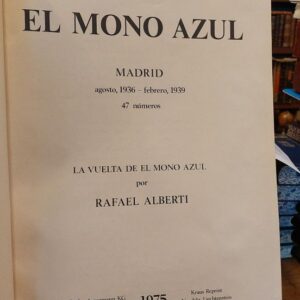 EL MONO AZUL
MADRID
agosto, 1936 – febrero, 1939
47 números
LA VUELTA DE EL MONO AZUL
por
RAFAEL ALBERTI
1975
Kraus Reprint